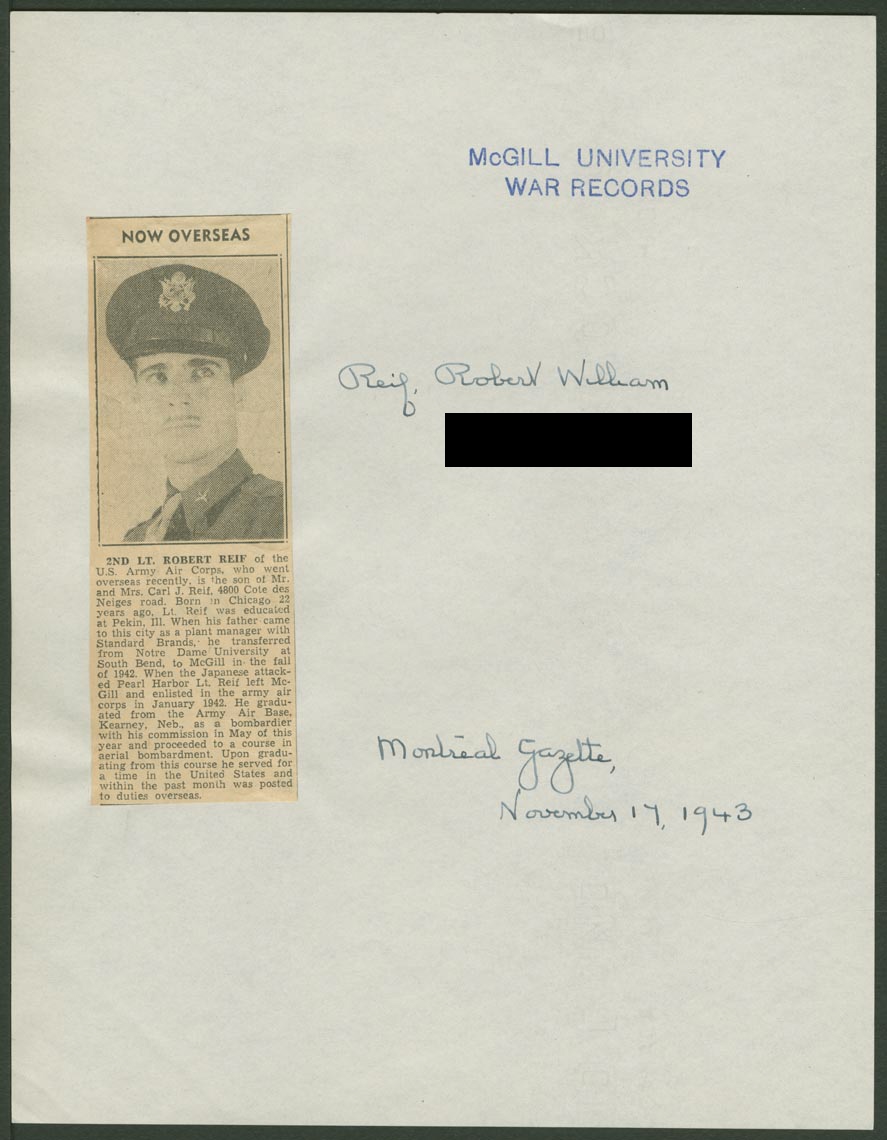 McGILL UNIVERSITY
WAR RECORDS
NOW OVERSEAS
Reif, Robert William
2ND LT. ROBERT REIF of the
U.S. Army Air Corps, who went
overseas recently, is the son of Mr.
and Mrs. Carl J. Reif, 4800 Cote des
Neiges road. Born in Chicago 22
years ago, Lt. Reif was educated
at Pekin, Ill. When his father came
to this city as a plant manager with
Standard Brands, he transferred
from Notre Dame University at
South Bend, to McGill in the fall
of 1942. When the Japanese attack-
ed Pearl Harbor Lt. Reif left Mc-
Gill and enlisted in the army air
corps in January 1942. He gradu-
ated from the Army Air Base,
Kearney, Neb., as a bombardier
with his commission in May of this
year and proceeded to a course in
aerial bombardment. Upon gradu-
ating from this course he served for
a time in the United States and
within the past month was posted
to duties overseas.
Montreal Gazette,
November 17, 1943